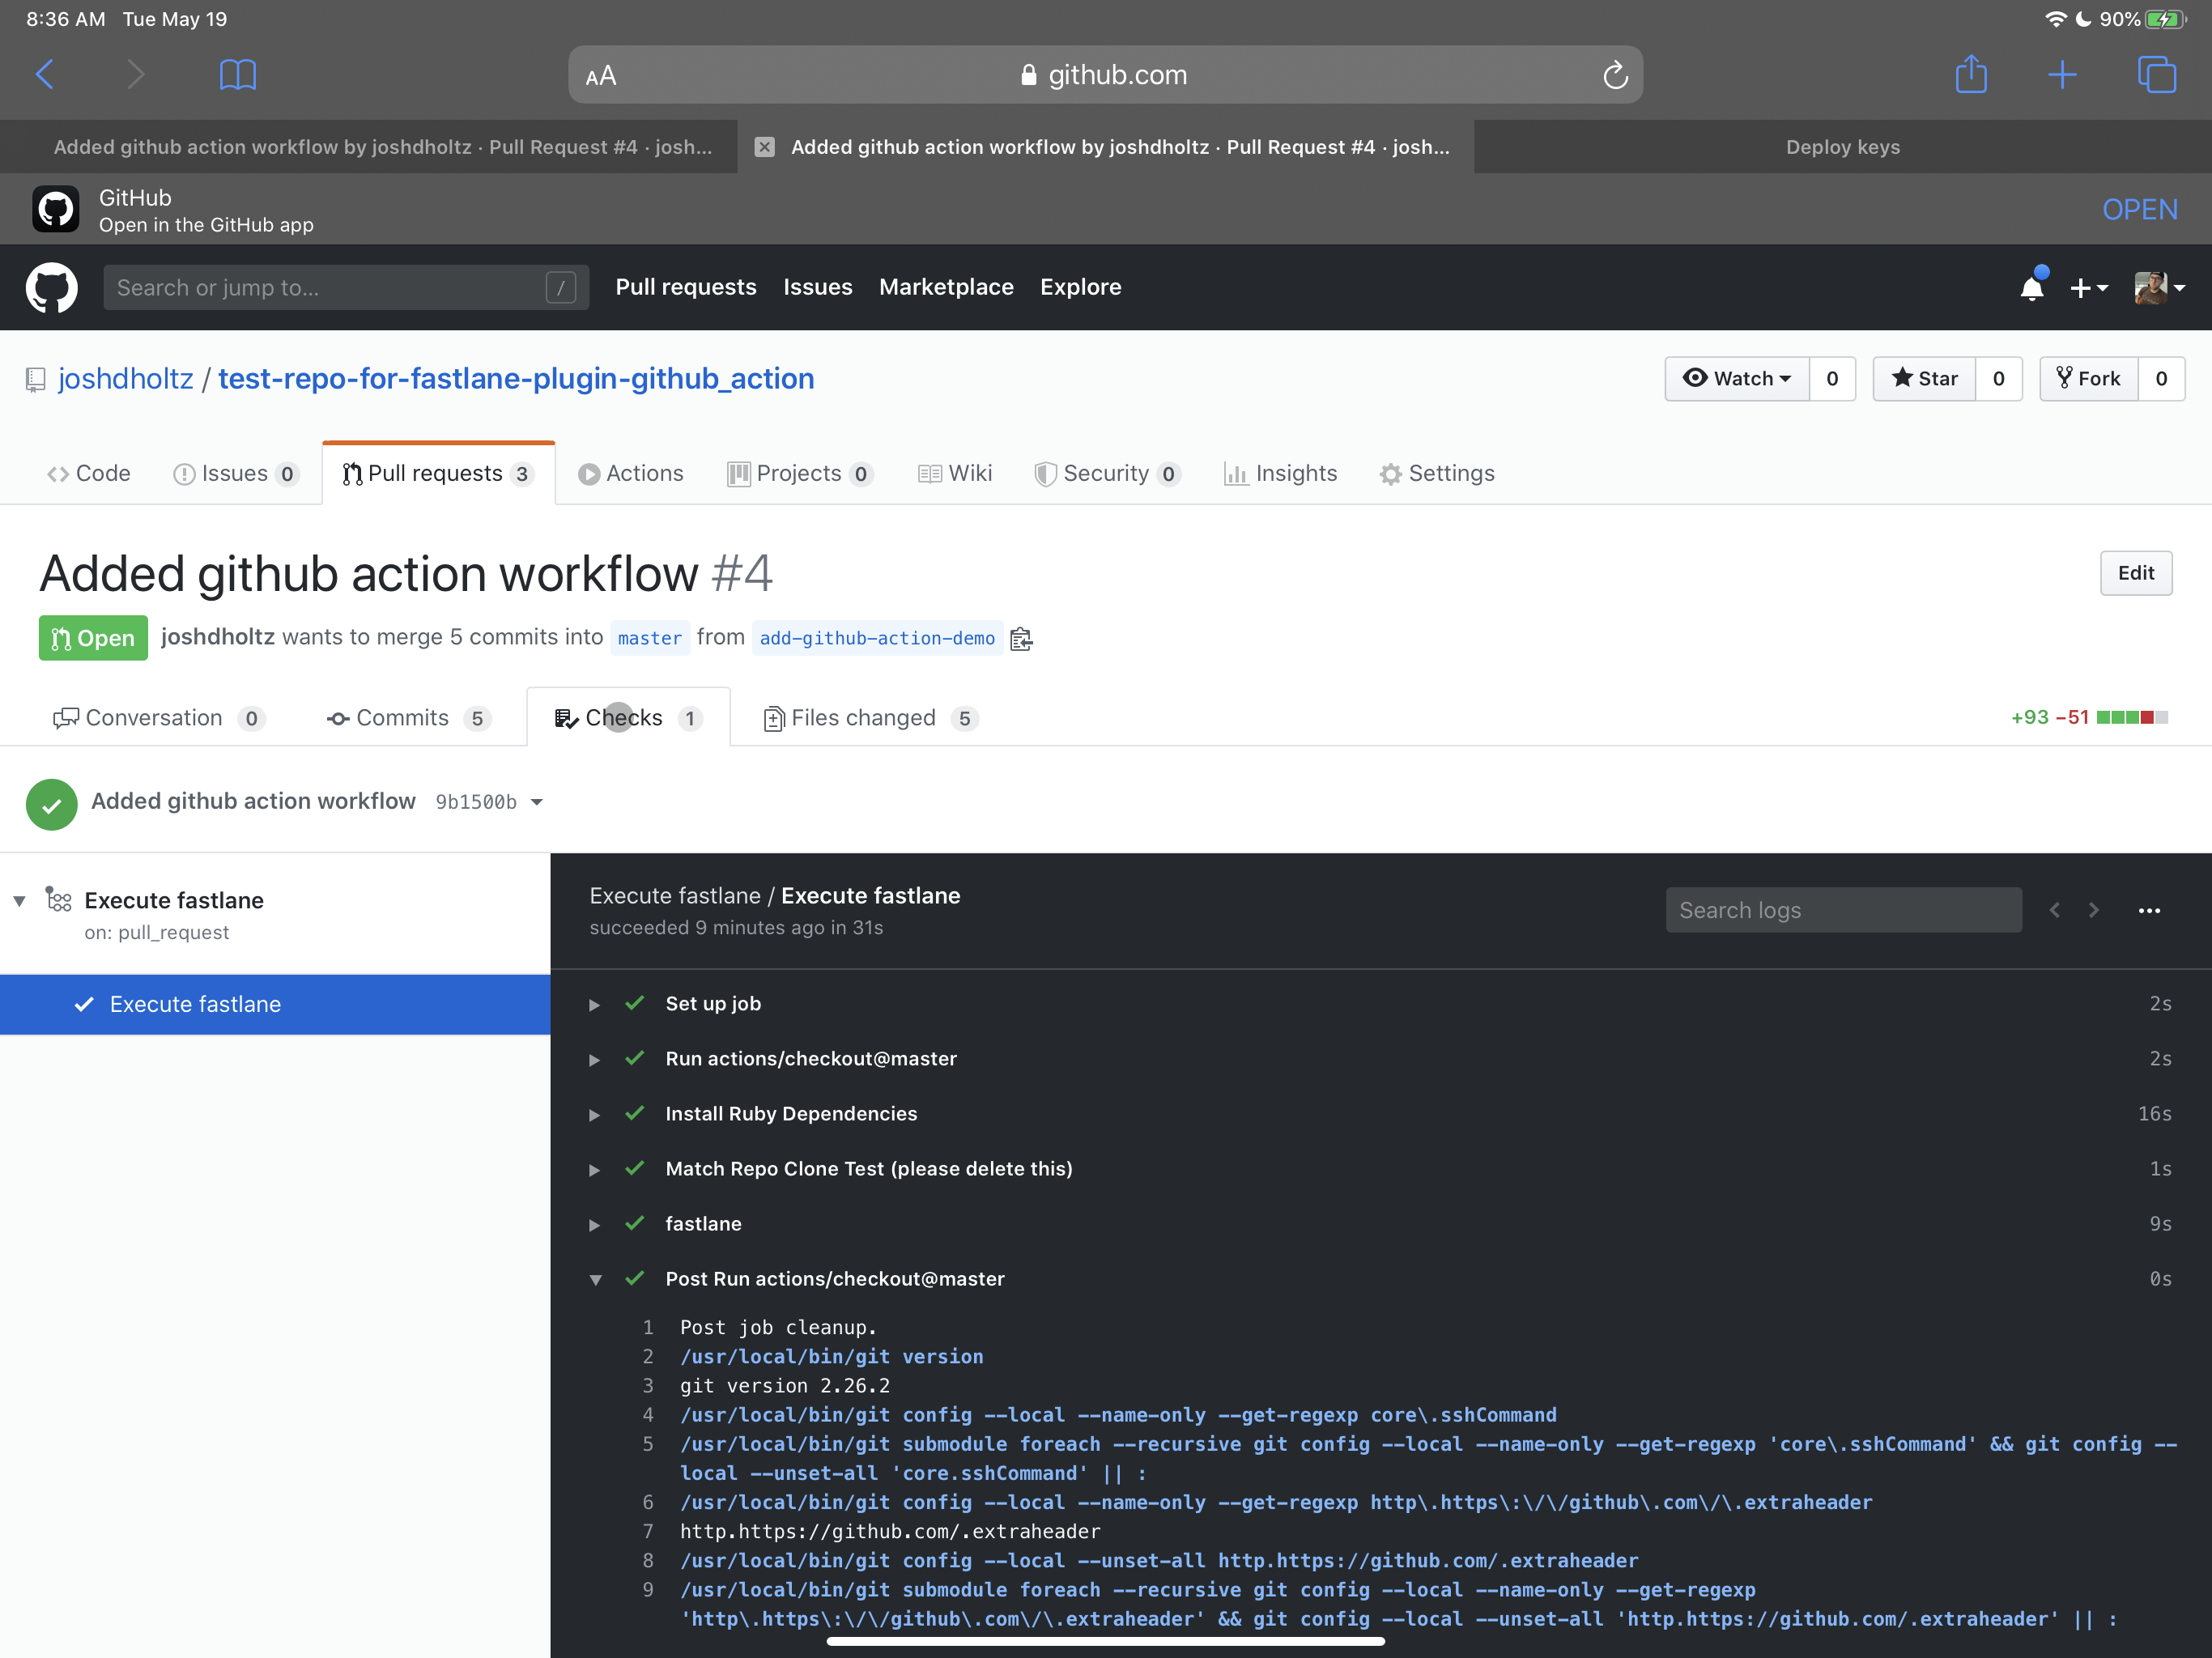 8:36 AM Tue May 19
90%
AA github.com
Added github action workflow by joshdholtz · Pull Request #4 · josh...
Added github action workflow by joshdholtz · Pull Request #4 · josh...
Deploy keys
GitHub
Open in the GitHub app
OPEN
Search or jump to... /
Pull requests Issues Marketplace Explore
joshdholtz / test-repo-for-fastlane-plugin-github_action
Watch 0 Star 0 Fork 0
Code Issues 0 Pull requests 3 Actions Projects 0 Wiki Security 0 Insights Settings
Added github action workflow #4
Edit
Open joshdholtz wants to merge 5 commits into master from add-github-action-demo
Conversation 0 Commits 5 Checks 1 Files changed 5
+93 −51
Added github action workflow 9b1500b
Execute fastlane
on: pull_request
Execute fastlane
Execute fastlane / Execute fastlane
succeeded 9 minutes ago in 31s
Search logs
Set up job 2s
Run actions/checkout@master 2s
Install Ruby Dependencies 16s
Match Repo Clone Test (please delete this) 1s
fastlane 9s
Post Run actions/checkout@master 0s
1 Post job cleanup.
2 /usr/local/bin/git version
3 git version 2.26.2
4 /usr/local/bin/git config --local --name-only --get-regexp core\.sshCommand
5 /usr/local/bin/git submodule foreach --recursive git config --local --name-only --get-regexp 'core\.sshCommand' && git config --
local --unset-all 'core.sshCommand' || :
6 /usr/local/bin/git config --local --name-only --get-regexp http\.https\:\/\/github\.com\/\.extraheader
7 http.https://github.com/.extraheader
8 /usr/local/bin/git config --local --unset-all http.https://github.com/.extraheader
9 /usr/local/bin/git submodule foreach --recursive git config --local --name-only --get-regexp
'http\.https\:\/\/github\.com\/\.extraheader' && git config --local --unset-all 'http.https://github.com/.extraheader' || :